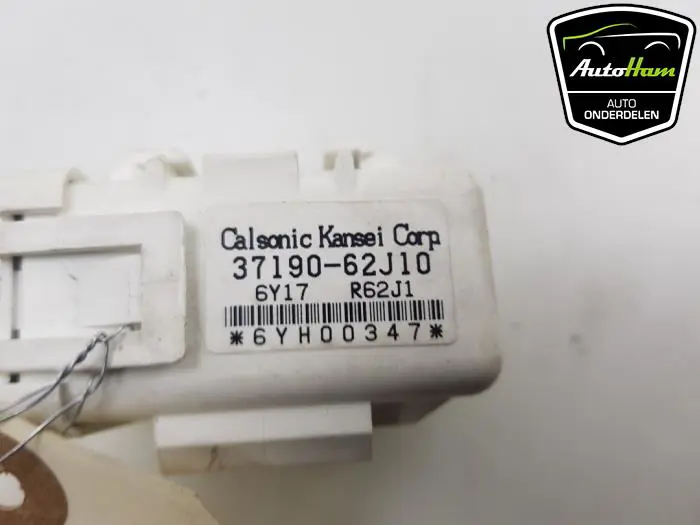 AutoHam
AUTO
ONDERDELEN
Calsonic Kansei Corp
37190-62J10
6Y17 R62J1
*6YH00347*